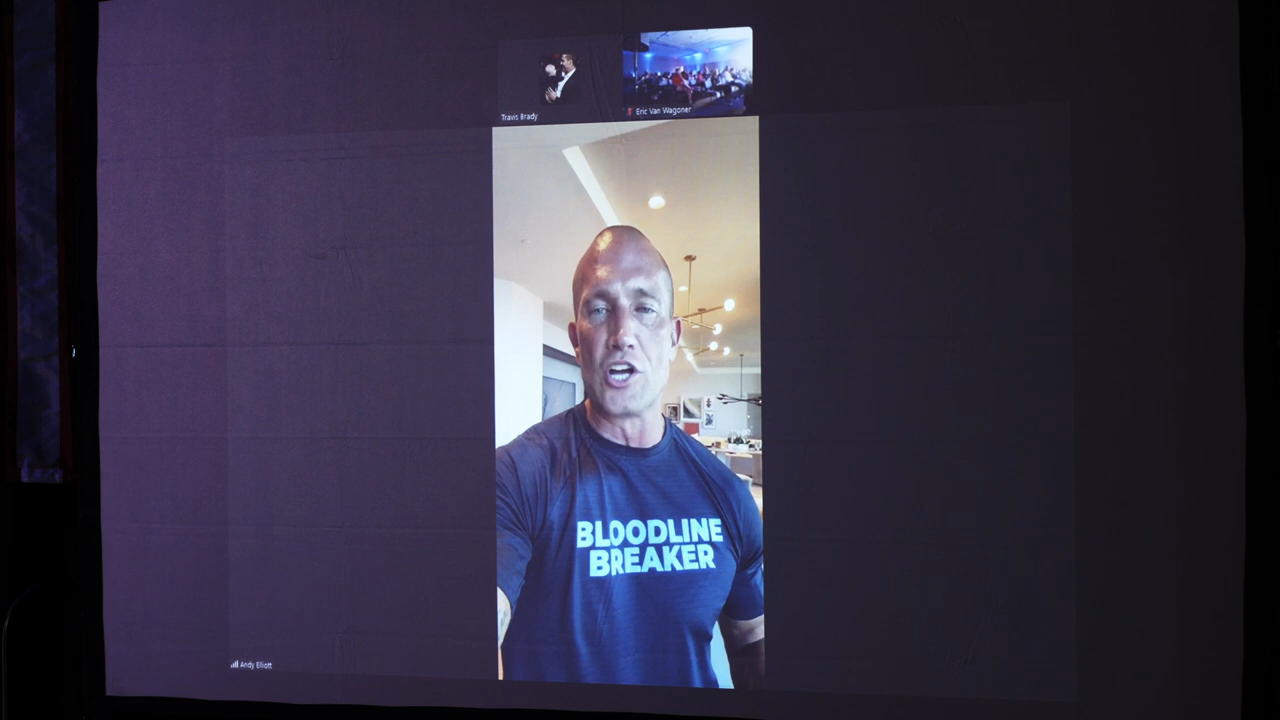 Travis Brady
Eric Van Wagoner
BLOODLINE
BREAKER
Andy Elliott